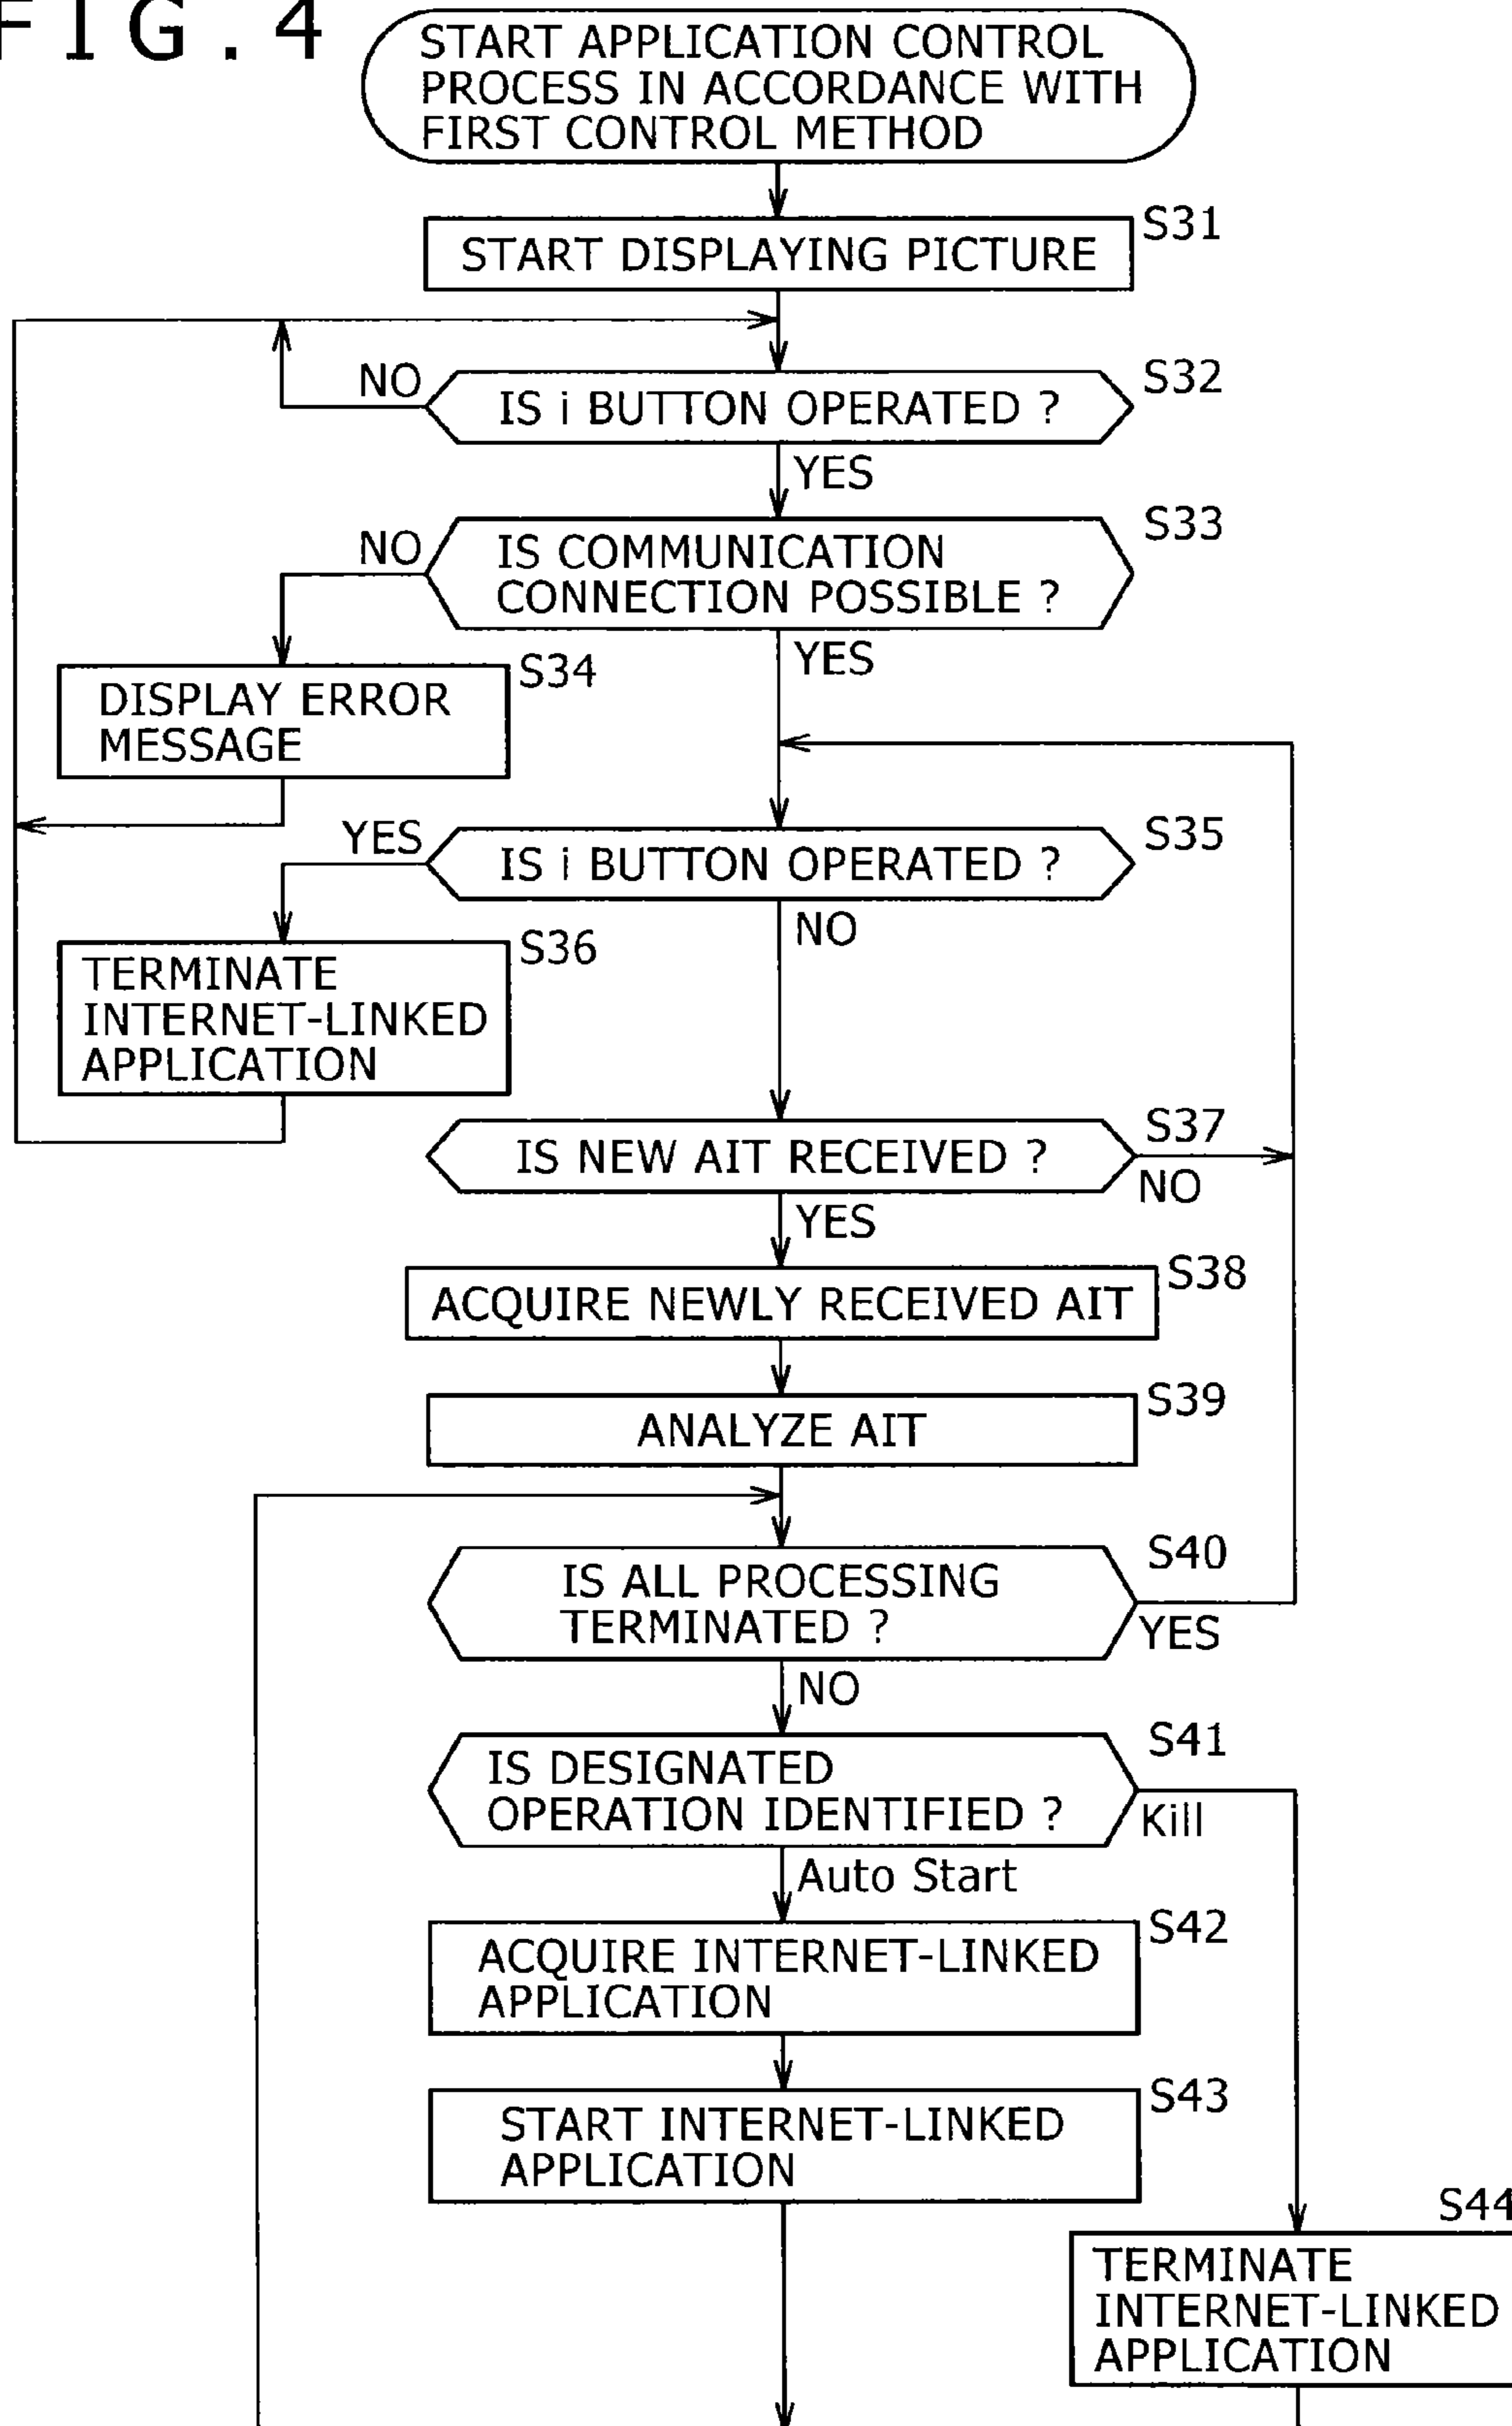 FIG.4
START APPLICATION CONTROL
PROCESS IN ACCORDANCE WITH
FIRST CONTROL METHOD
S31
START DISPLAYING PICTURE
S32
NO
IS i BUTTON OPERATED ?
YES
S33
NO
IS COMMUNICATION
CONNECTION POSSIBLE ?
YES
S34
DISPLAY ERROR
MESSAGE
S35
YES
IS i BUTTON OPERATED ?
NO
S36
TERMINATE
INTERNET-LINKED
APPLICATION
S37
IS NEW AIT RECEIVED ?
NO
YES
S38
ACQUIRE NEWLY RECEIVED AIT
S39
ANALYZE AIT
S40
IS ALL PROCESSING
TERMINATED ?
YES
NO
S41
IS DESIGNATED
OPERATION IDENTIFIED ?
Kill
Auto Start
S42
ACQUIRE INTERNET-LINKED
APPLICATION
S43
START INTERNET-LINKED
APPLICATION
S44
TERMINATE
INTERNET-LINKED
APPLICATION